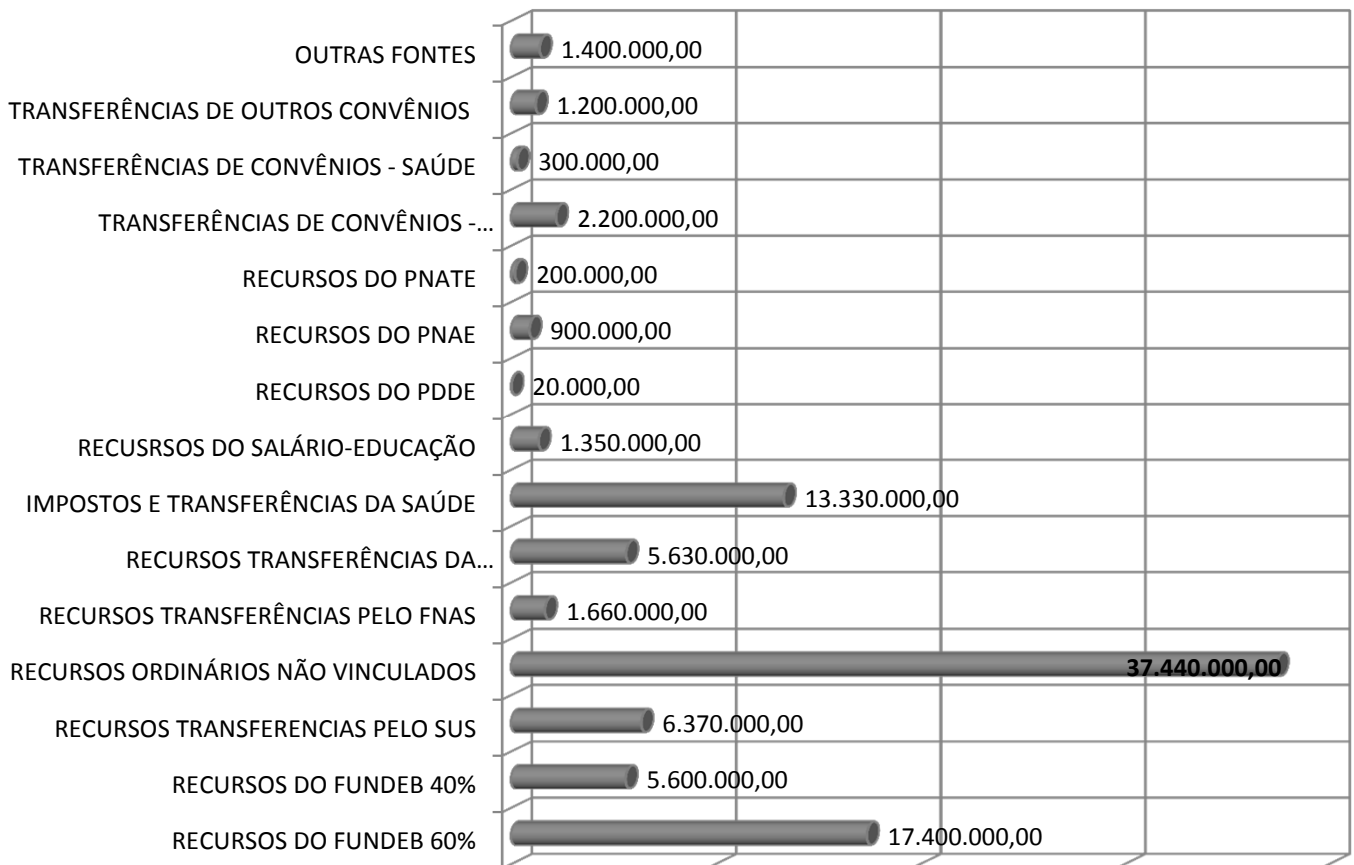 OUTRAS FONTES 1.400.000,00
TRANSFERÊNCIAS DE OUTROS CONVÊNIOS 1.200.000,00
TRANSFERÊNCIAS DE CONVÊNIOS - SAÚDE 300.000,00
TRANSFERÊNCIAS DE CONVÊNIOS -... 2.200.000,00
RECURSOS DO PNATE 200.000,00
RECURSOS DO PNAE 900.000,00
RECURSOS DO PDDE 20.000,00
RECUSRSOS DO SALÁRIO-EDUCAÇÃO 1.350.000,00
IMPOSTOS E TRANSFERÊNCIAS DA SAÚDE 13.330.000,00
RECURSOS TRANSFERÊNCIAS DA... 5.630.000,00
RECURSOS TRANSFERÊNCIAS PELO FNAS 1.660.000,00
RECURSOS ORDINÁRIOS NÃO VINCULADOS 37.440.000,00
RECURSOS TRANSFERENCIAS PELO SUS 6.370.000,00
RECURSOS DO FUNDEB 40% 5.600.000,00
RECURSOS DO FUNDEB 60% 17.400.000,00